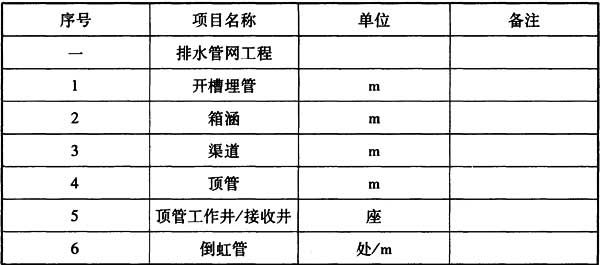 序号 项目名称 单位 备注
一 排水管网工程
1 开槽埋管 m
2 箱涵 m
3 渠道 m
4 顶管 m
5 顶管工作井/接收井 座
6 倒虹管 处/m